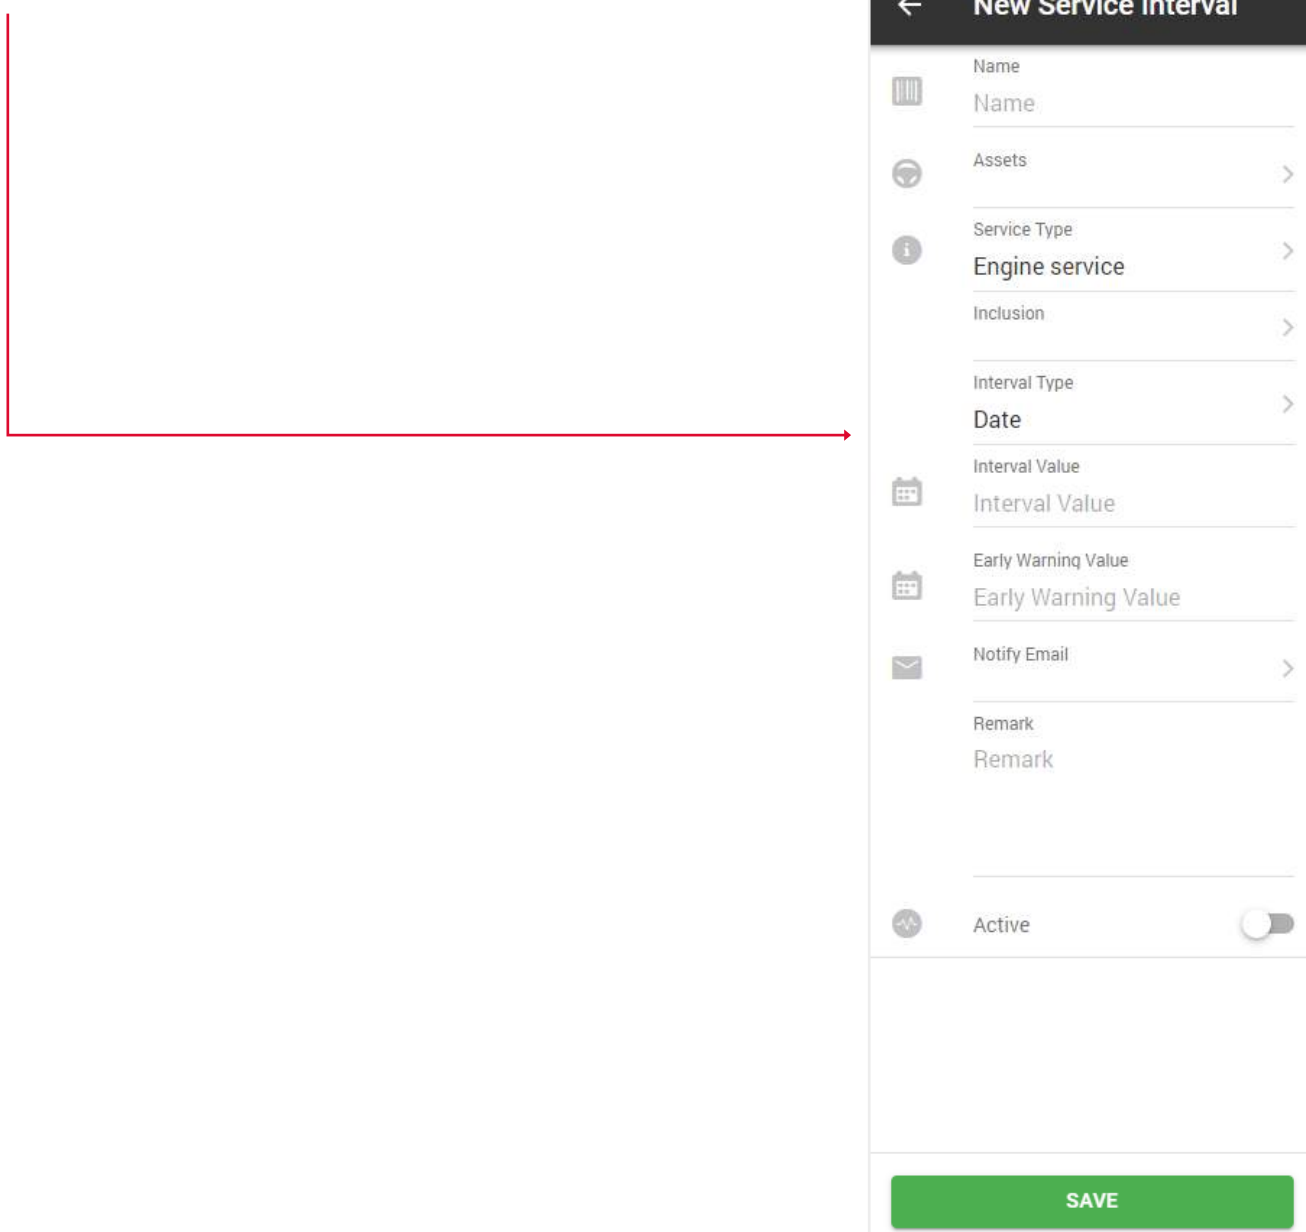 New Service Interval
Name
Name
Assets
Service Type
Engine service
Inclusion
Interval Type
Date
Interval Value
Interval Value
Early Warning Value
Early Warning Value
Notify Email
Remark
Remark
Active
SAVE